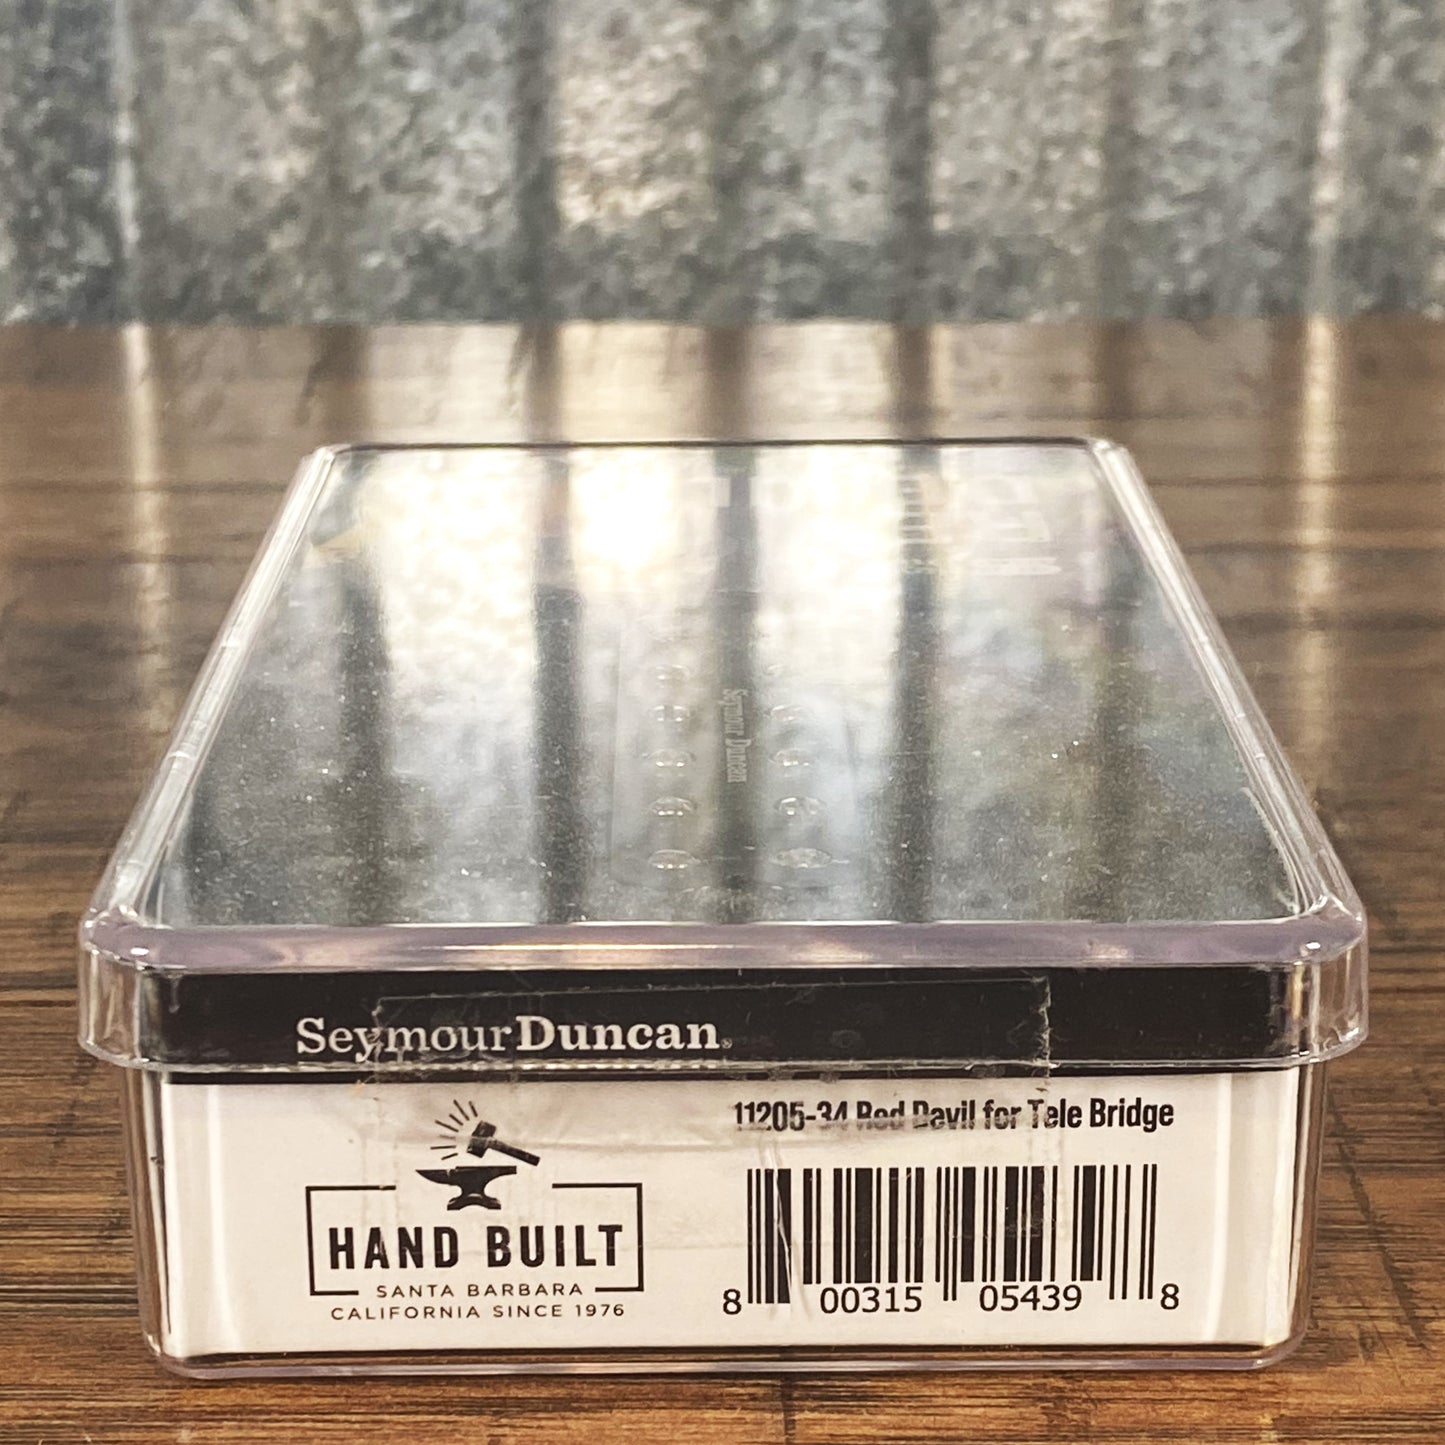 Seymour Duncan
SeymourDuncan®
11205-34 Red Devil for Tele Bridge
HAND BUILT
SANTA BARBARA
CALIFORNIA SINCE 1976
8 00315 05439 8